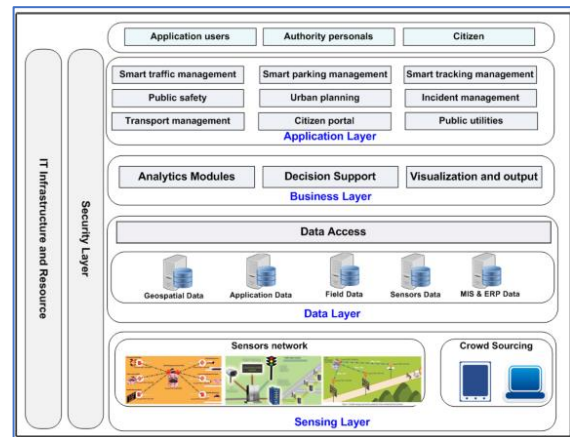 IT Infrastructure and Resource
Security Layer
Application users
Authority personals
Citizen
Smart traffic management
Smart parking management
Smart tracking management
Public safety
Urban planning
Incident management
Transport management
Citizen portal
Public utilities
Application Layer
Analytics Modules
Decision Support
Visualization and output
Business Layer
Data Access
Geospatial Data
Application Data
Field Data
Sensors Data
MIS & ERP Data
Data Layer
Sensors network
Crowd Sourcing
Sensing Layer